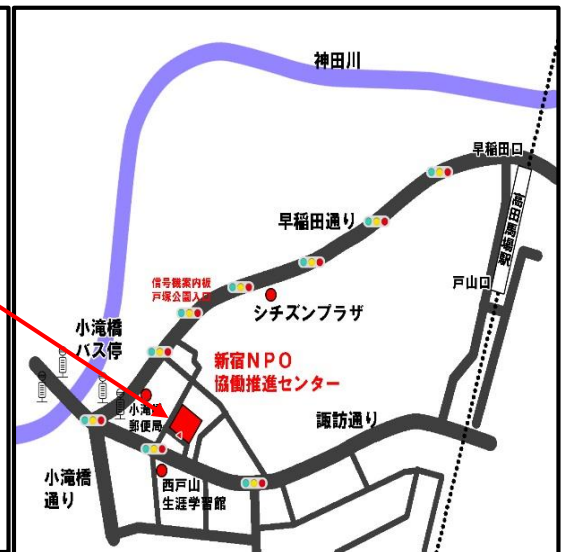 神田川
早稲田口
高田馬場駅
早稲田通り
戸山口
信号機案内板
戸塚公園入口
シチズンプラザ
小滝橋
バス停
新宿NPO
協働推進センター
小滝橋
郵便局
諏訪通り
小滝橋
通り
西戸山
生涯学習館